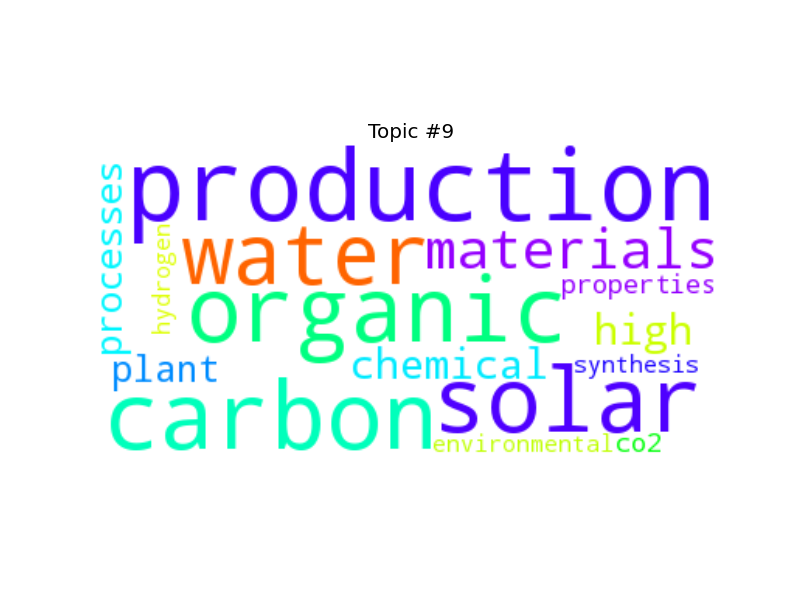 Topic #9
production
processes
hydrogen
water
materials
organic
properties
high
plant
chemical
synthesis
carbon
solar
environmental
co2